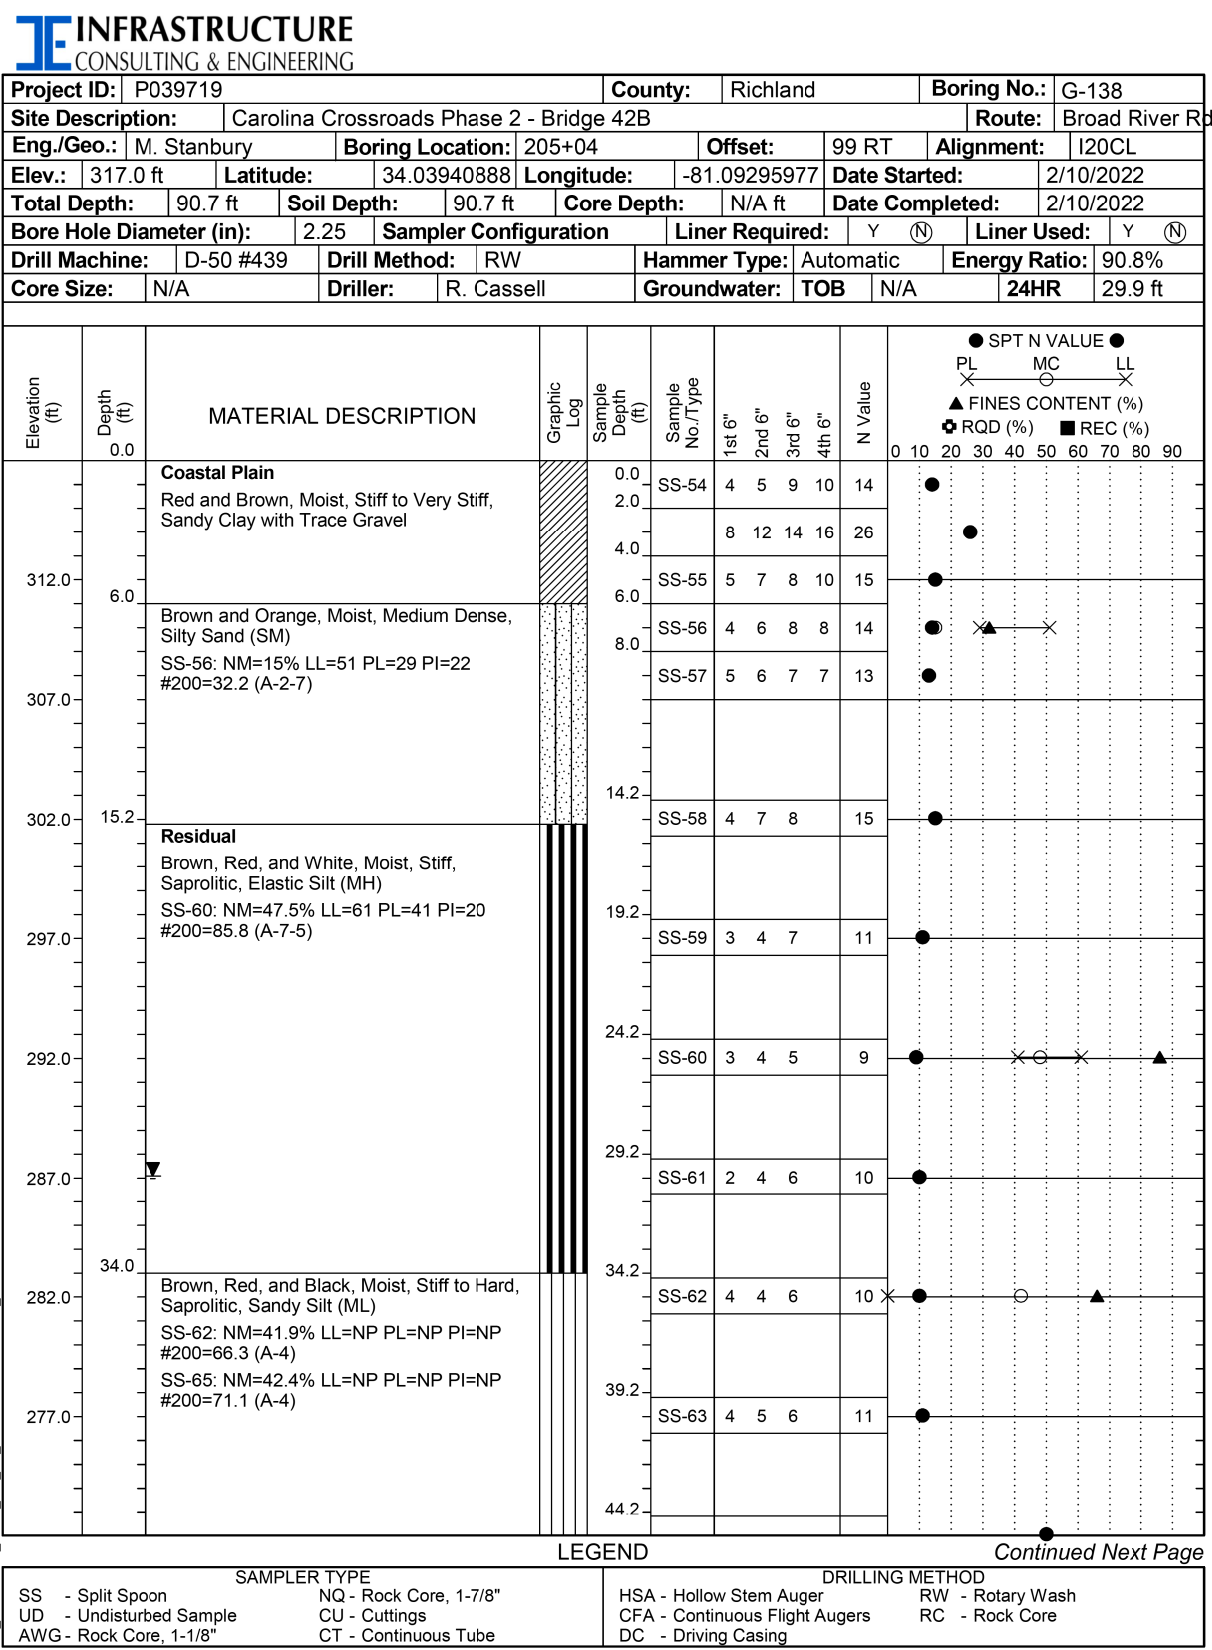 INFRASTRUCTURE
CONSULTING & ENGINEERING
Project ID: P039719 County: Richland Boring No.: G-138
Site Description: Carolina Crossroads Phase 2 - Bridge 42B Route: Broad River Rd
Eng./Geo.: M. Stanbury Boring Location: 205+04 Offset: 99 RT Alignment: I20CL
Elev.: 317.0 ft Latitude: 34.03940888 Longitude: -81.09295977 Date Started: 2/10/2022
Total Depth: 90.7 ft Soil Depth: 90.7 ft Core Depth: N/A ft Date Completed: 2/10/2022
Bore Hole Diameter (in): 2.25 Sampler Configuration Liner Required: Y N Liner Used: Y N
Drill Machine: D-50 #439 Drill Method: RW Hammer Type: Automatic Energy Ratio: 90.8%
Core Size: N/A Driller: R. Cassell Groundwater: TOB N/A 24HR 29.9 ft
Elevation (ft)
Depth (ft)
0.0
MATERIAL DESCRIPTION
Graphic Log
Sample Depth (ft)
Sample No./Type
1st 6"
2nd 6"
3rd 6"
4th 6"
N Value
● SPT N VALUE ●
PL MC LL
▲ FINES CONTENT (%)
RQD (%) ■ REC (%)
0 10 20 30 40 50 60 70 80 90
Coastal Plain
Red and Brown, Moist, Stiff to Very Stiff,
Sandy Clay with Trace Gravel
0.0
SS-54 4 5 9 10 14
2.0
8 12 14 16 26
4.0
312.0
SS-55 5 7 8 10 15
6.0
6.0
Brown and Orange, Moist, Medium Dense,
Silty Sand (SM)
SS-56: NM=15% LL=51 PL=29 PI=22
#200=32.2 (A-2-7)
SS-56 4 6 8 8 14
8.0
SS-57 5 6 7 7 13
307.0
14.2
302.0
15.2
SS-58 4 7 8 15
Residual
Brown, Red, and White, Moist, Stiff,
Saprolitic, Elastic Silt (MH)
SS-60: NM=47.5% LL=61 PL=41 PI=20
#200=85.8 (A-7-5)
19.2
297.0
SS-59 3 4 7 11
24.2
292.0
SS-60 3 4 5 9
29.2
287.0
SS-61 2 4 6 10
34.0
34.2
Brown, Red, and Black, Moist, Stiff to Hard,
Saprolitic, Sandy Silt (ML)
SS-62: NM=41.9% LL=NP PL=NP PI=NP
#200=66.3 (A-4)
SS-65: NM=42.4% LL=NP PL=NP PI=NP
#200=71.1 (A-4)
282.0
SS-62 4 4 6 10
39.2
277.0
SS-63 4 5 6 11
44.2
LEGEND
Continued Next Page
SAMPLER TYPE
SS - Split Spoon NQ - Rock Core, 1-7/8"
UD - Undisturbed Sample CU - Cuttings
AWG - Rock Core, 1-1/8" CT - Continuous Tube
DRILLING METHOD
HSA - Hollow Stem Auger RW - Rotary Wash
CFA - Continuous Flight Augers RC - Rock Core
DC - Driving Casing